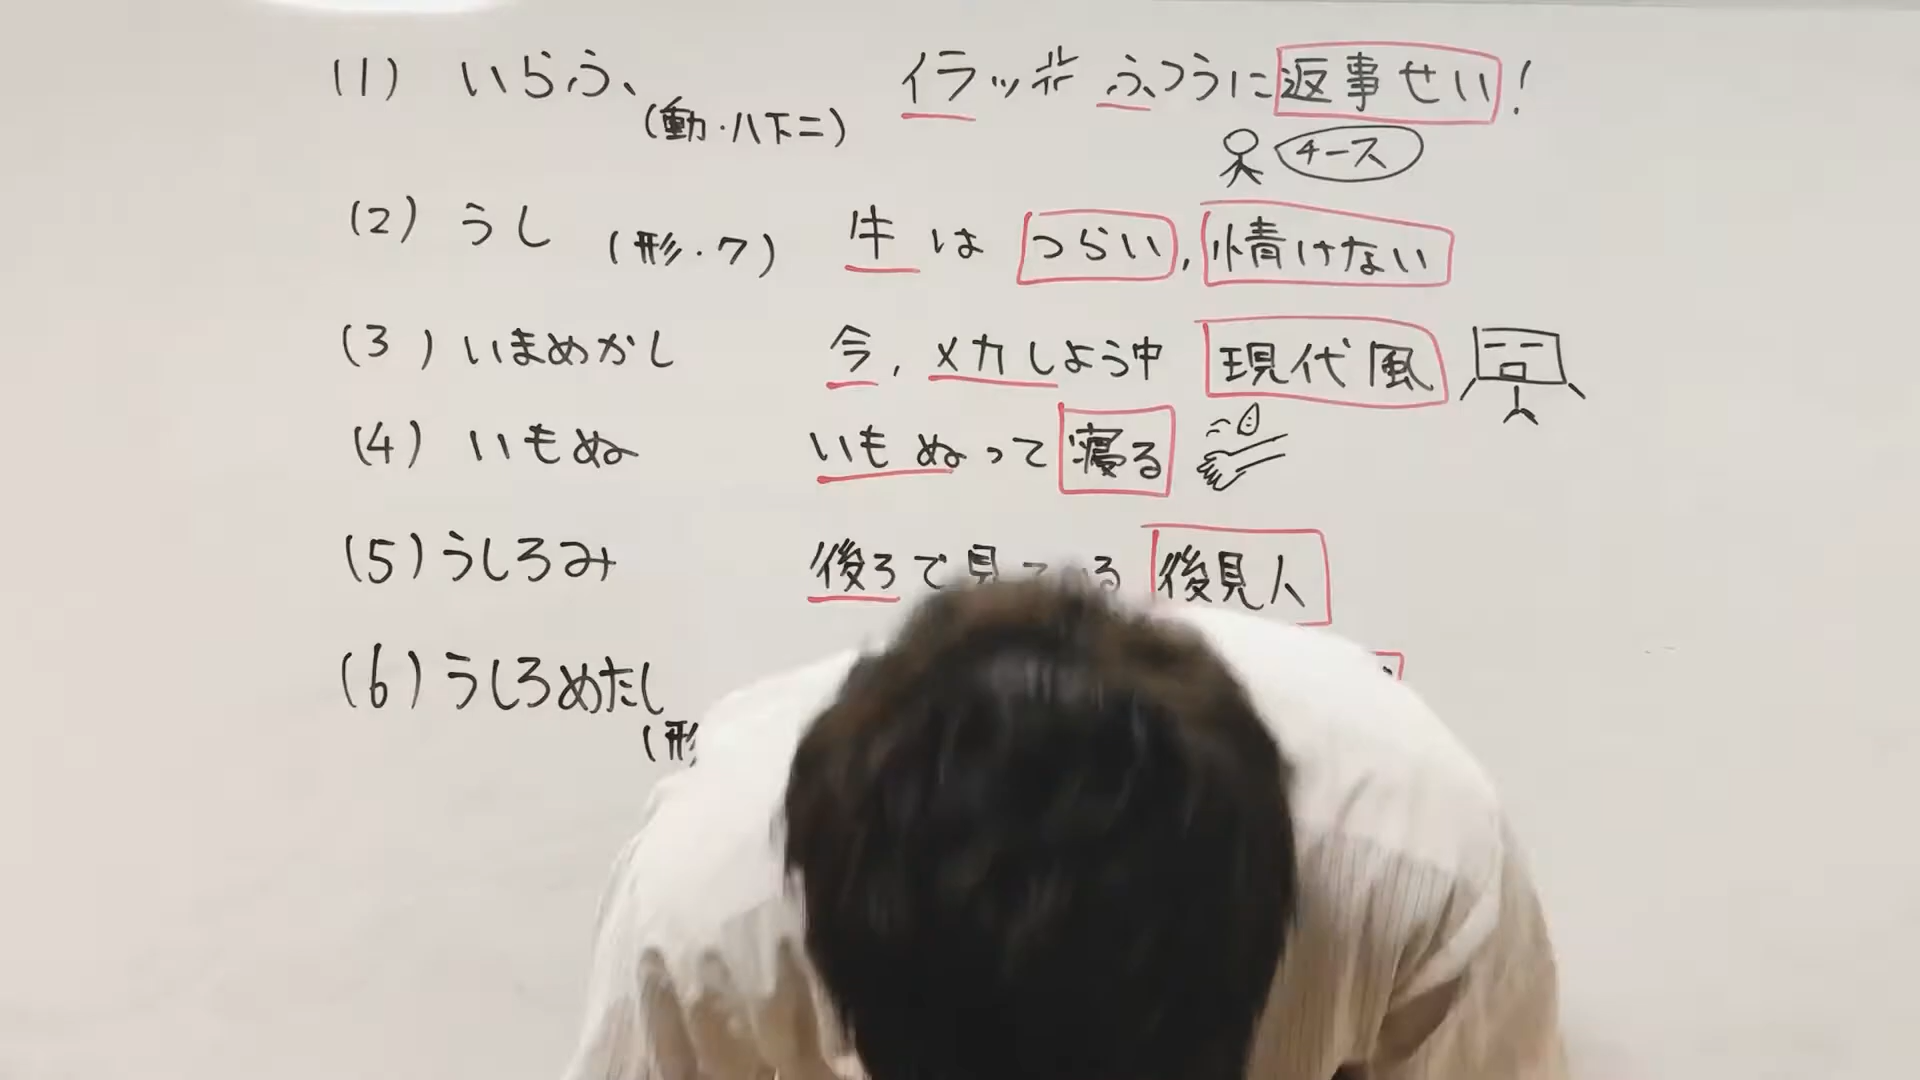 (1) いらふ イラッ ふつうに返事せい!
(動・ハ下二)
チース
(2) うし (形・ク) 牛は つらい, 情けない
(3) いまめかし 今, メカしよう中 現代風
(4) いもぬ いもぬって寝る
(5) うしろみ 後ろで見てる 後見人
(6) うしろめたし
(形